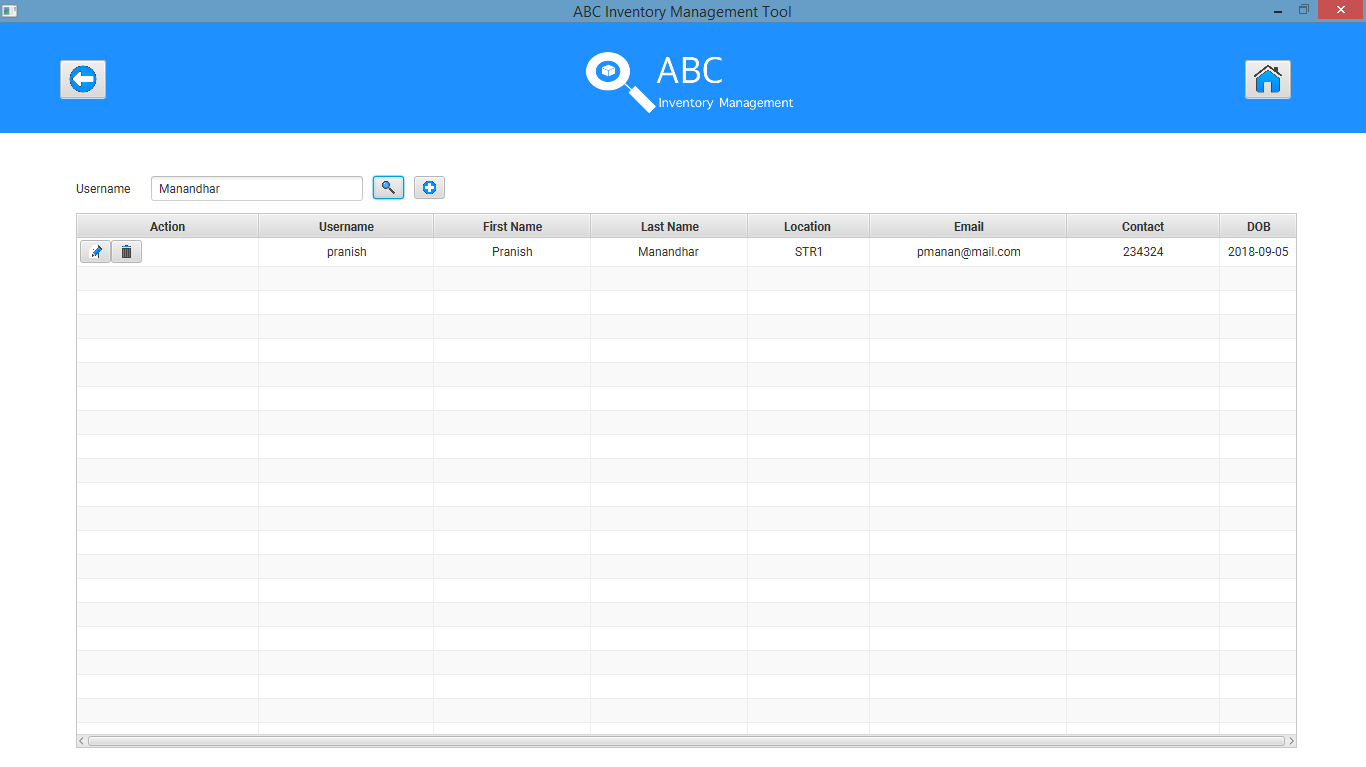 ABC Inventory Management Tool
ABC
Inventory Management
Username Manandhar
Action Username First Name Last Name Location Email Contact DOB
pranish Pranish Manandhar STR1 pmanan@mail.com 234324 2018-09-05